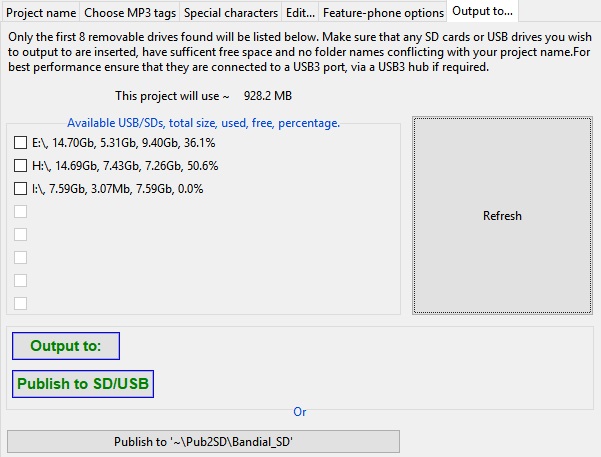 Project name Choose MP3 tags Special characters Edit... Feature-phone options Output to...
Only the first 8 removable drives found will be listed below. Make sure that any SD cards or USB drives you wish
to output to are inserted, have sufficent free space and no folder names conflicting with your project name.For
best performance ensure that they are connected to a USB3 port, via a USB3 hub if required.
This project will use ~ 928.2 MB
Available USB/SDs, total size, used, free, percentage.
E:\, 14.70Gb, 5.31Gb, 9.40Gb, 36.1%
H:\, 14.69Gb, 7.43Gb, 7.26Gb, 50.6%
I:\, 7.59Gb, 3.07Mb, 7.59Gb, 0.0%
Refresh
Output to:
Publish to SD/USB
Or
Publish to '~\Pub2SD\Bandial_SD'